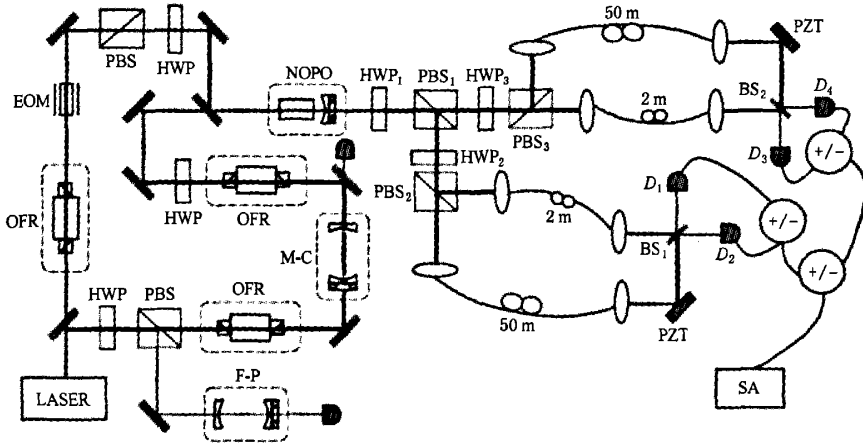 50 m
PZT
PBS
HWP
NOPO
HWP₁
PBS₁
HWP₃
EOM
2 m
BS₂
D₄
PBS₃
D₃
+/−
HWP₂
HWP
OFR
PBS₂
D₁
OFR
2 m
BS₁
D₂
+/−
M-C
+/−
HWP
PBS
OFR
50 m
PZT
F-P
LASER
SA